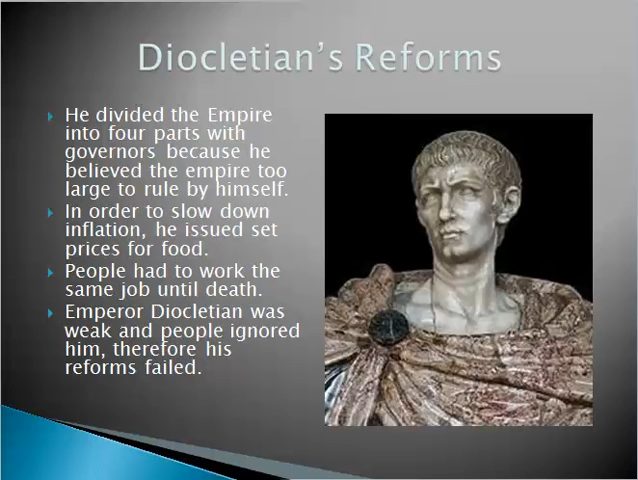 Diocletian's Reforms
He divided the Empire
into four parts with
governors because he
believed the empire too
large to rule by himself.
In order to slow down
inflation, he issued set
prices for food.
People had to work the
same job until death.
Emperor Diocletian was
weak and people ignored
him, therefore his
reforms failed.